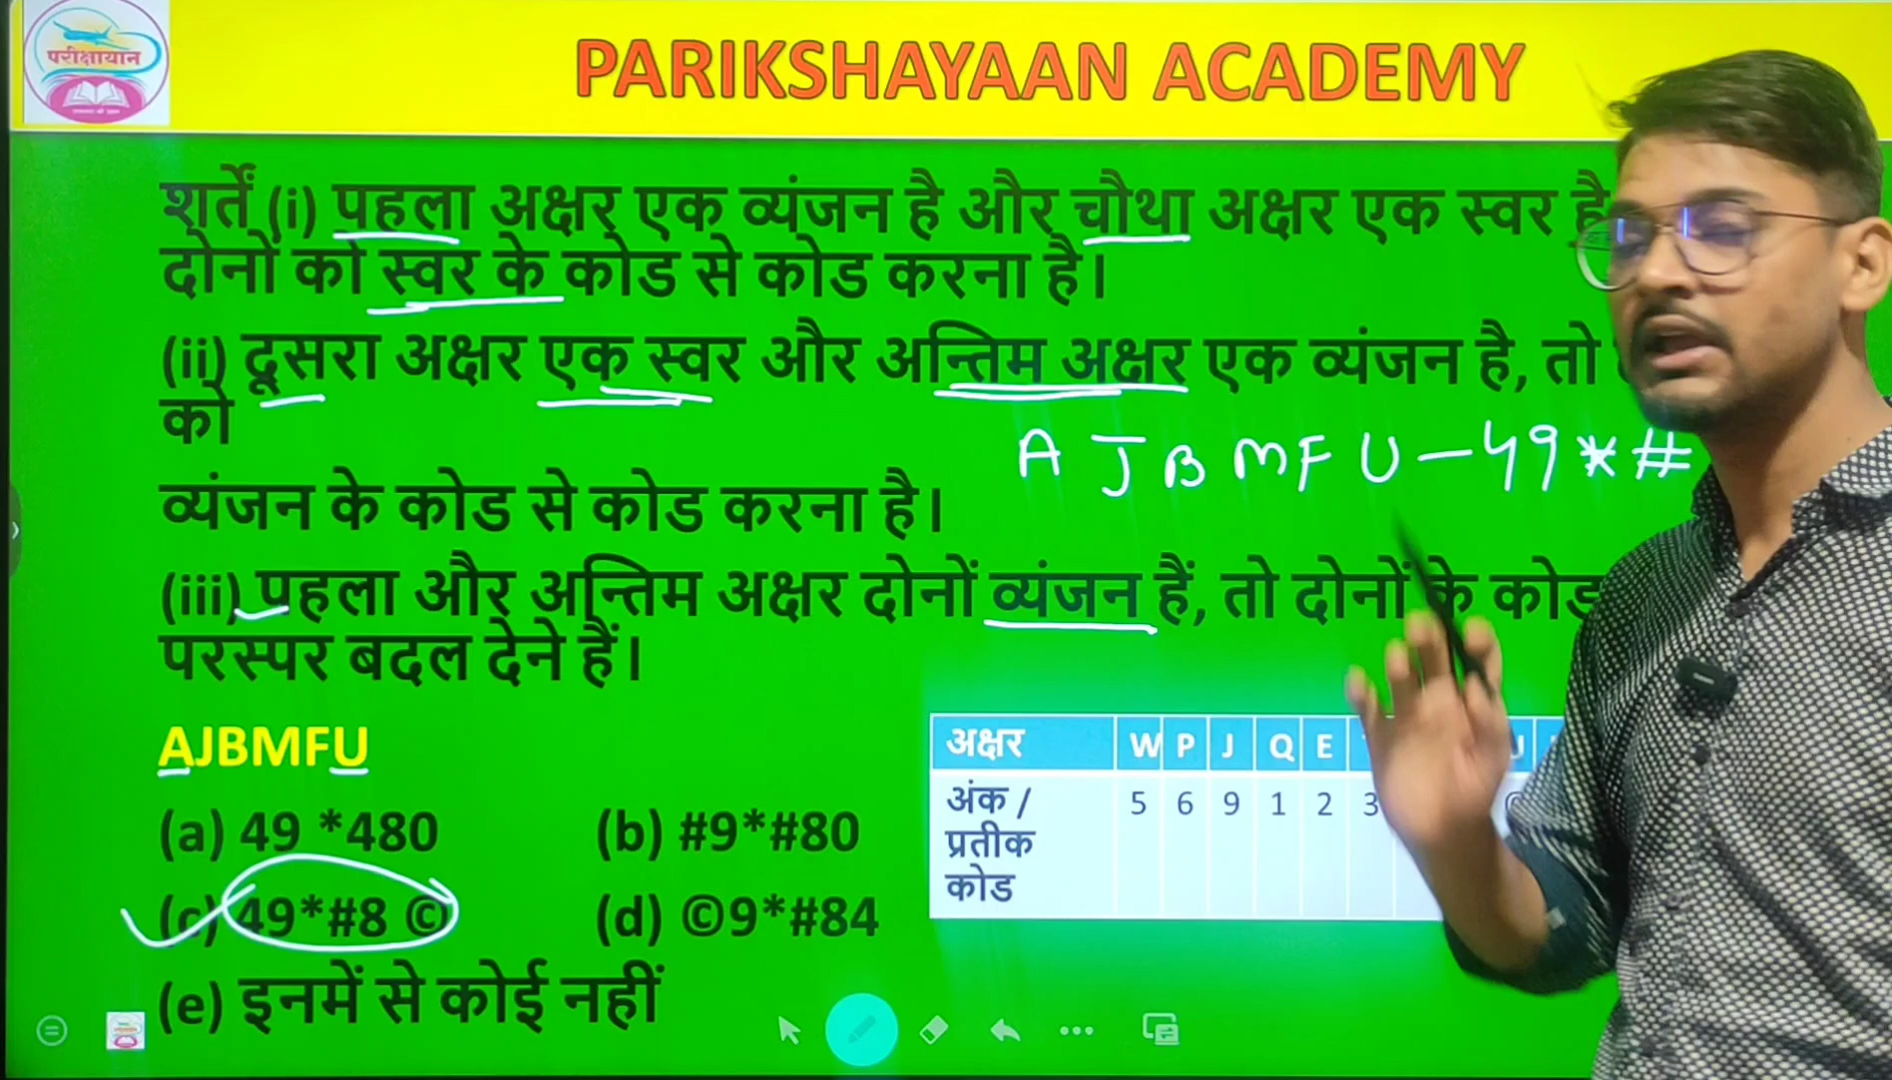 परीक्षायान
PARIKSHAYAAN ACADEMY
शर्तें (i) पहला अक्षर एक व्यंजन है और चौथा अक्षर एक स्वर है
दोनों को स्वर के कोड से कोड करना है।
(ii) दूसरा अक्षर एक स्वर और अन्तिम अक्षर एक व्यंजन है, तो
को
A J B M F U - 49*#
व्यंजन के कोड से कोड करना है।
(iii) पहला और अन्तिम अक्षर दोनों व्यंजन हैं, तो दोनों के कोड
परस्पर बदल देने हैं।
AJBMFU
(a) 49 *480 (b) #9*#80
(c) 49*#8 © (d) ©9*#84
(e) इनमें से कोई नहीं
अक्षर W P J Q E
अंक / 5 6 9 1 2 3
प्रतीक
कोड